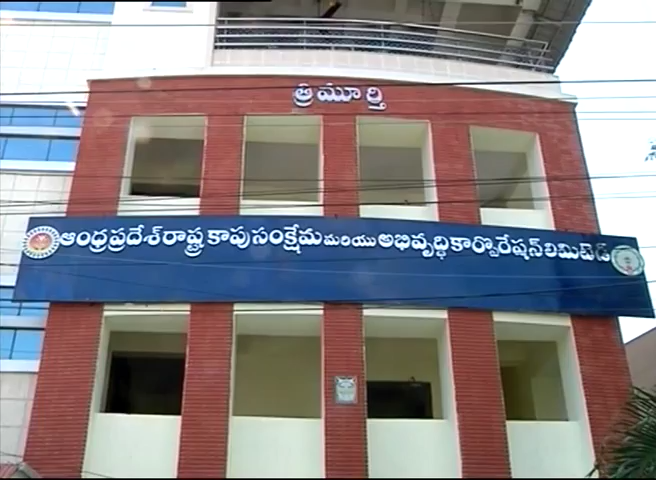 త్రిమూర్తి
ఆంధ్రప్రదేశ్ రాష్ట్ర కాపు సంక్షేమ మరియు అభివృద్ధి కార్పొరేషన్ లిమిటెడ్